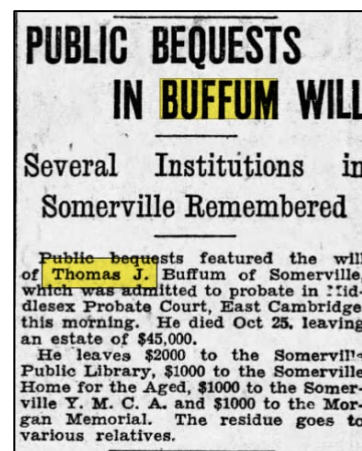 PUBLIC BEQUESTS
IN BUFFUM WILL
Several Institutions in
Somerville Remembered
Public bequests featured the will
of Thomas J. Buffum of Somerville,
which was admitted to probate in Mid-
dlesex Probate Court, East Cambridge
this morning. He died Oct 25, leaving
an estate of $45,000.
He leaves $2000 to the Somerville
Public Library, $1000 to the Somerville
Home for the Aged, $1000 to the Somer-
ville Y. M. C. A. and $1000 to the Mor-
gan Memorial. The residue goes to
various relatives.